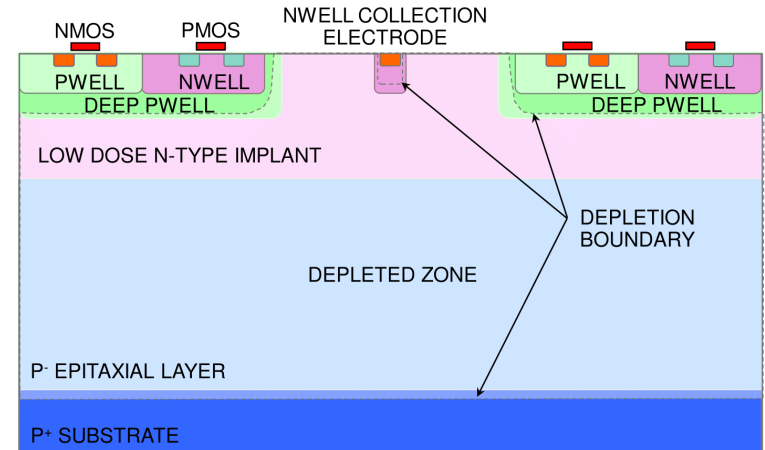 NMOS
PMOS
NWELL COLLECTION
ELECTRODE
PWELL
NWELL
PWELL
NWELL
DEEP PWELL
DEEP PWELL
LOW DOSE N-TYPE IMPLANT
DEPLETION
BOUNDARY
DEPLETED ZONE
P- EPITAXIAL LAYER
P+ SUBSTRATE